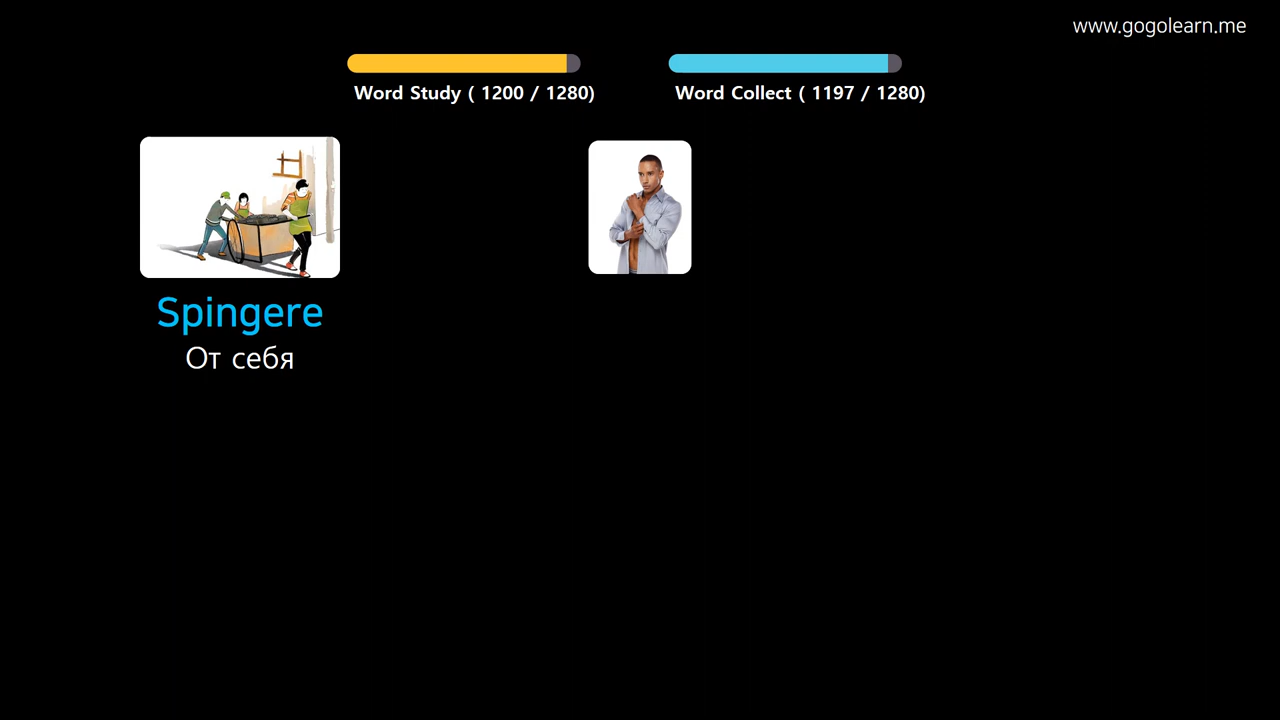 www.gogolearn.me
Word Study ( 1200 / 1280)
Word Collect ( 1197 / 1280)
Spingere
От себя